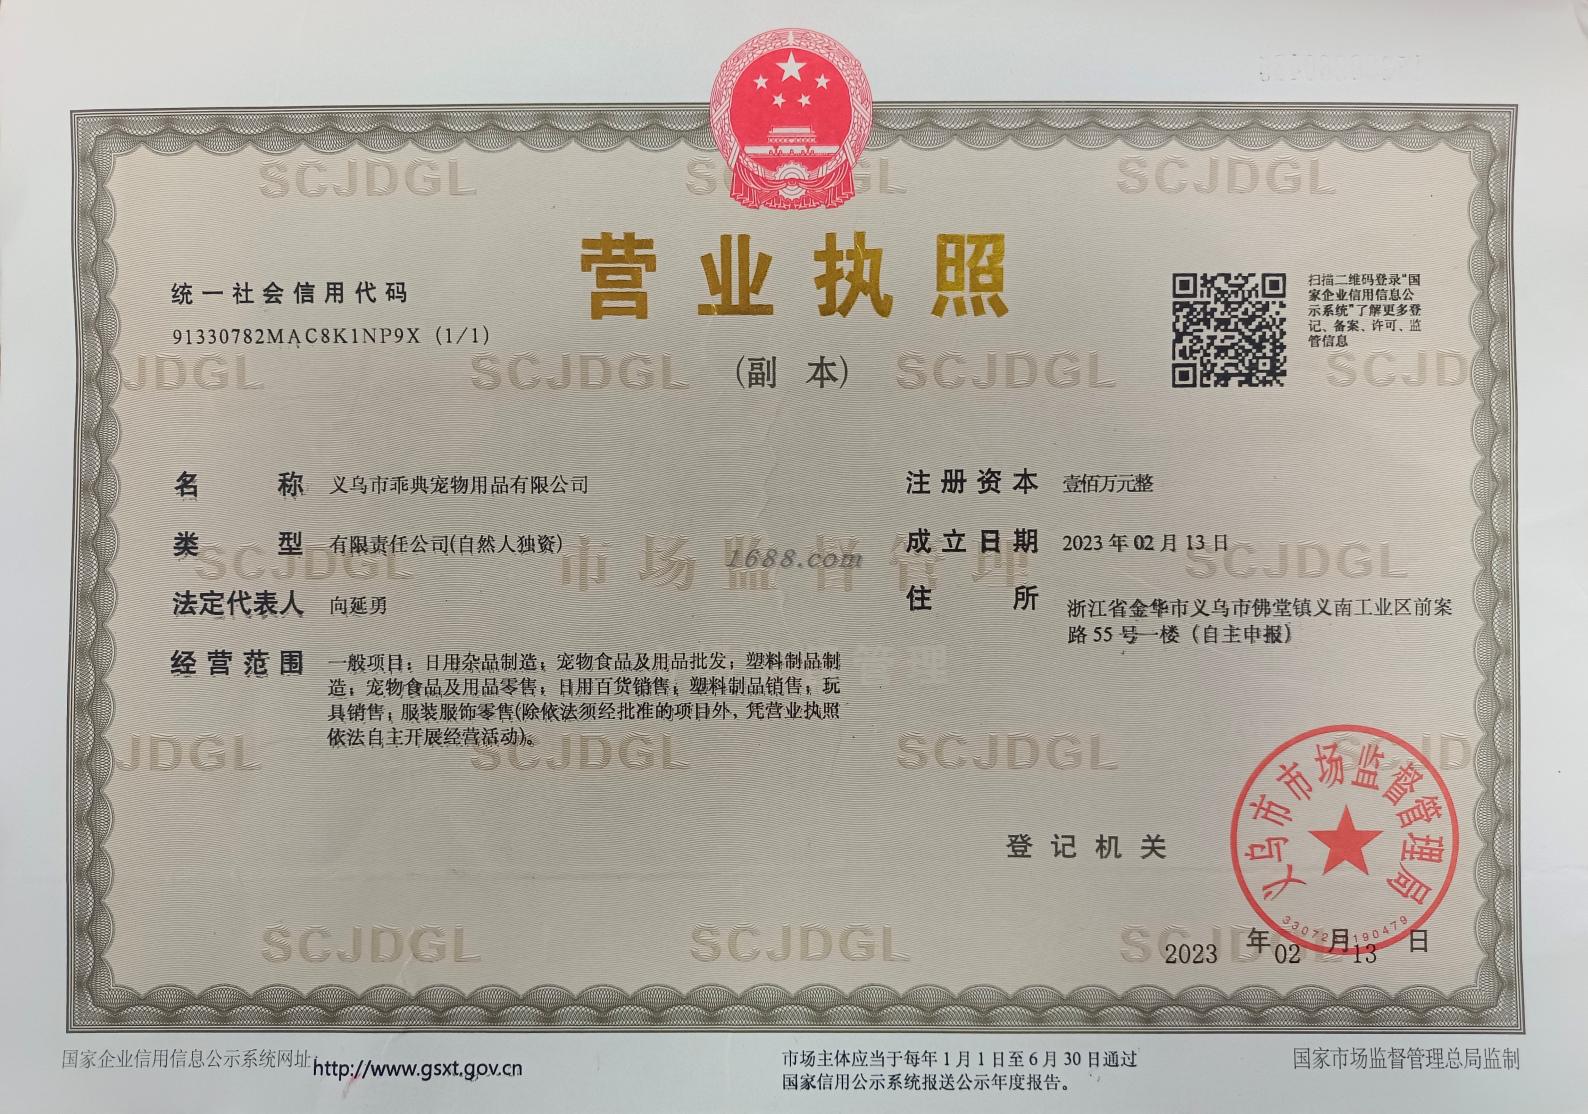 营业执照
(副 本)
统一社会信用代码
91330782MAC8K1NP9X (1/1)
扫描二维码登录“国
家企业信用信息公
示系统”了解更多登
记、备案、许可、监
管信息
名 称 义乌市乖典宠物用品有限公司
类 型 有限责任公司(自然人独资)
法定代表人 向延勇
经营范围 一般项目：日用杂品制造；宠物食品及用品批发；塑料制品制
造；宠物食品及用品零售；日用百货销售；塑料制品销售；玩
具销售；服装服饰零售(除依法须经批准的项目外，凭营业执照
依法自主开展经营活动)。
注册资本 壹佰万元整
成立日期 2023 年 02 月 13 日
住 所 浙江省金华市义乌市佛堂镇义南工业区前案
路 55 号一楼（自主申报）
1688.com
市场监督管理
SCJDGL
登记机关
义乌市市场监督管理局
2023 年 02 月 13 日
国家企业信用信息公示系统网址：http://www.gsxt.gov.cn
市场主体应当于每年 1 月 1 日至 6 月 30 日通过
国家信用公示系统报送公示年度报告。
国家市场监督管理总局监制